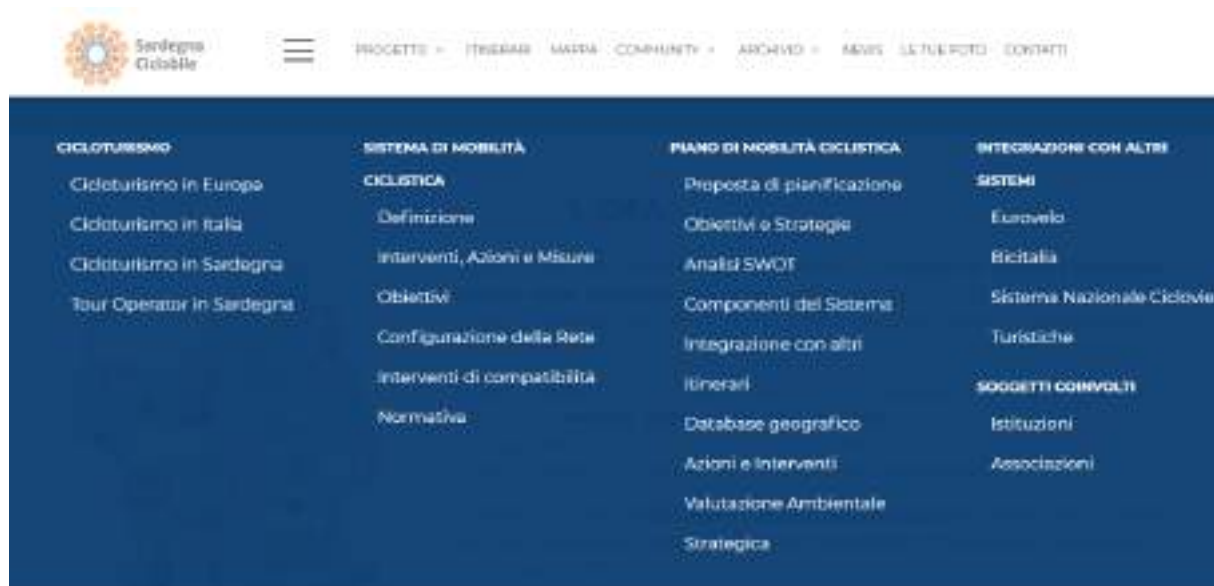 Sardegna
Ciclabile
PROGETTO ITINERARI MAPPA COMMUNITY ARCHIVIO NEWS LE TUE FOTO CONTATTI
CICLOTURISMO
Cicloturismo in Europa
Cicloturismo in Italia
Cicloturismo in Sardegna
Tour Operator in Sardegna
SISTEMA DI MOBILITÀ
CICLISTICA
Definizione
Interventi, Azioni e Misure
Obiettivi
Configurazione della Rete
Interventi di compatibilità
Normativa
PIANO DI MOBILITÀ CICLISTICA
Proposta di pianificazione
Obiettivi e Strategie
Analisi SWOT
Componenti del Sistema
Integrazione con altri
Itinerari
Database geografico
Azioni e Interventi
Valutazione Ambientale
Strategica
INTEGRAZIONI CON ALTRI
SISTEMI
Eurovelo
Bicitalia
Sistema Nazionale Ciclovie
Turistiche
SOGGETTI COINVOLTI
Istituzioni
Associazioni